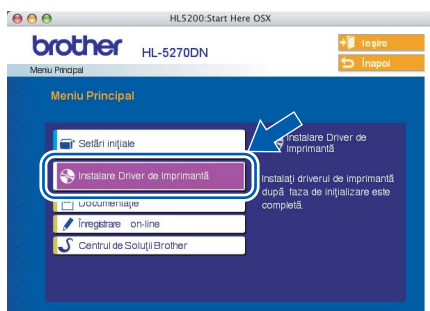 HL5200:Start Here OSX
brother
HL-5270DN
Ieşire
Înapoi
Meniu Principal
Meniu Principal
Setări iniţiale
Instalare Driver de Imprimantă
Documentaţie
Înregistrare on-line
Centrul de Soluţii Brother
Instalare Driver de
Imprimantă
Instalaţi driverul de imprimantă
după faza de iniţializare este
completă.